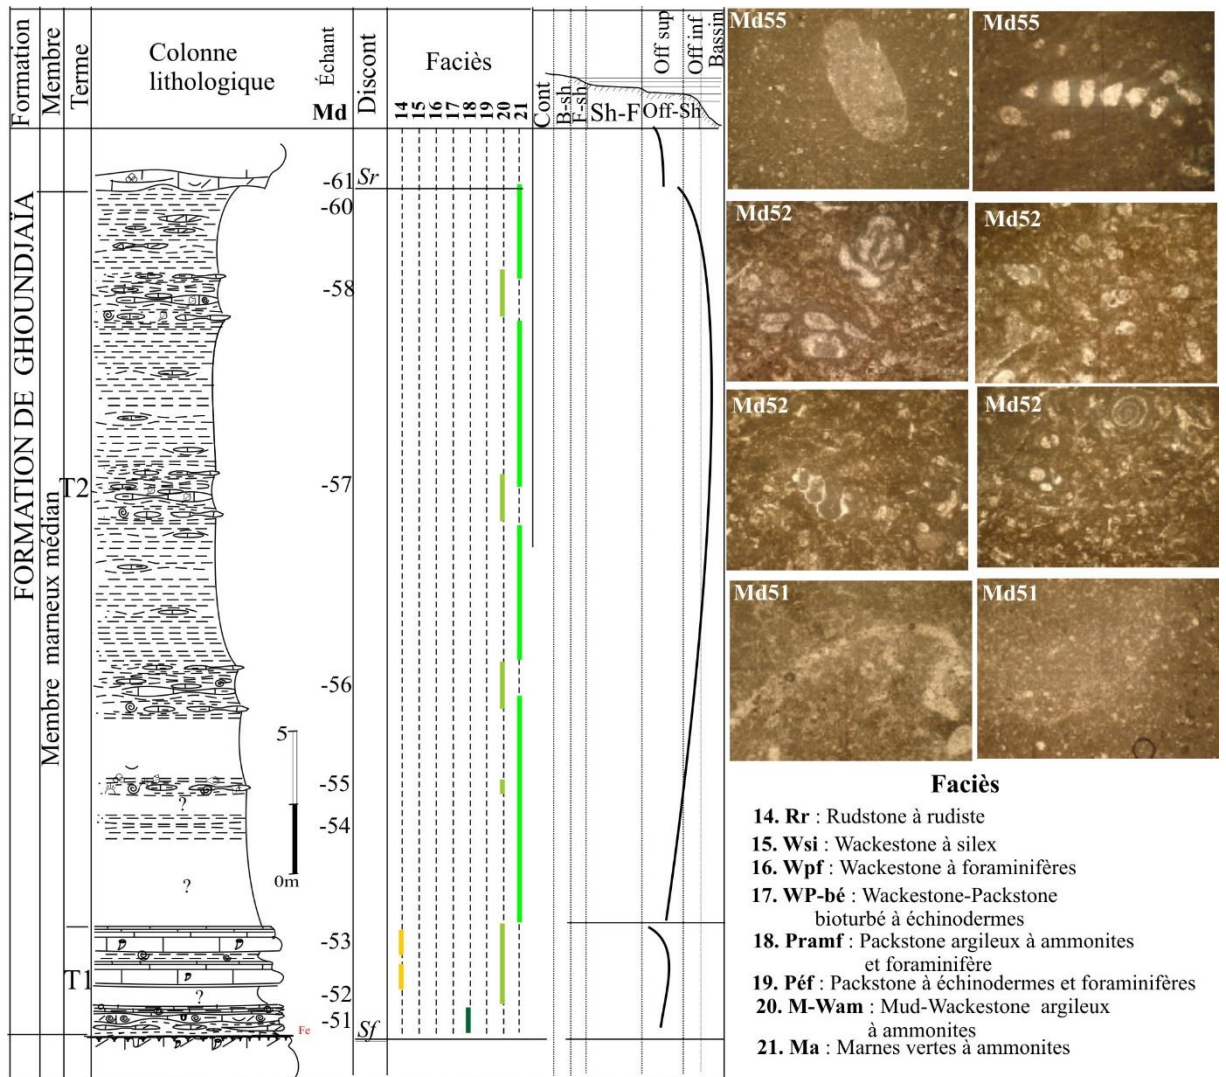 Formation
Membre
Terme
Colonne
lithologique
Échant
Md
Discont
Faciès
14
15
16
17
18
19
20
21
Cont
B-sh
F-sh
Sh-F
Off-Sh
Off sup
Off inf
Bassin
FORMATION DE GHOUNDJAÏA
Membre marneux médian
T2
T1
-61
-60
-58
-57
-56
-55
-54
-53
-52
-51
Sr
Sf
Fe
5
0m
?
?
?
Md55
Md55
Md52
Md52
Md52
Md51
Md51
Faciès
14. Rr : Rudstone à rudiste
15. Wsi : Wackestone à silex
16. Wpf : Wackestone à foraminifères
17. WP-bé : Wackestone-Packstone
bioturbé à échinodermes
18. Pramf : Packstone argileux à ammonites
et foraminifère
19. Péf : Packstone à échinodermes et foraminifères
20. M-Wam : Mud-Wackestone argileux
à ammonites
21. Ma : Marnes vertes à ammonites